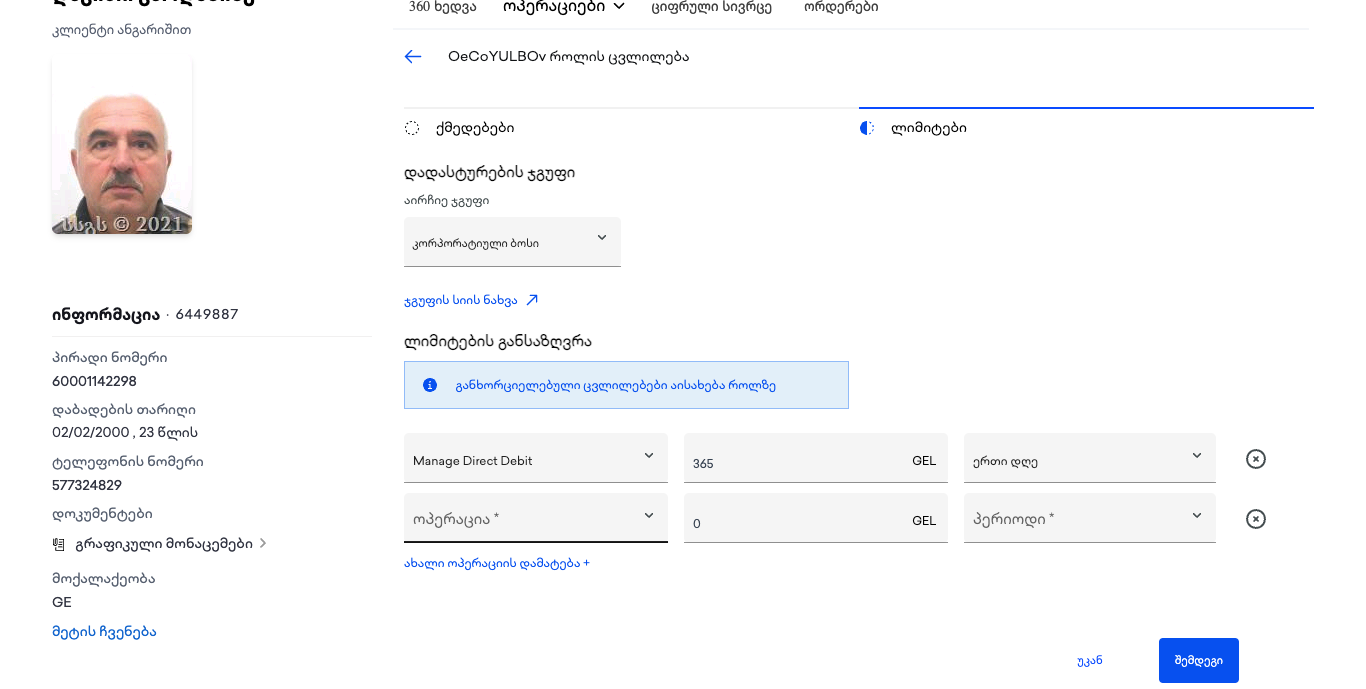 360 ხედვა ოპერაციები ციფრული სივრცე ორდერები
კლიენტი ანგარიშით
სსგს © 2021
ინფორმაცია · 6449887
პირადი ნომერი
60001142298
დაბადების თარიღი
02/02/2000 , 23 წლის
ტელეფონის ნომერი
577324829
დოკუმენტები
გრაფიკული მონაცემები
მოქალაქეობა
GE
მეტის ჩვენება
OeCoYULBOv როლის ცვლილება
ქმედებები ლიმიტები
დადასტურების ჯგუფი
აირჩიე ჯგუფი
კორპორატიული ბოსი
ჯგუფის სიის ნახვა
ლიმიტების განსაზღვრა
განხორციელებული ცვლილებები აისახება როლზე
Manage Direct Debit 365 GEL ერთი დღე
ოპერაცია * 0 GEL პერიოდი *
ახალი ოპერაციის დამატება +
უკან შემდეგი